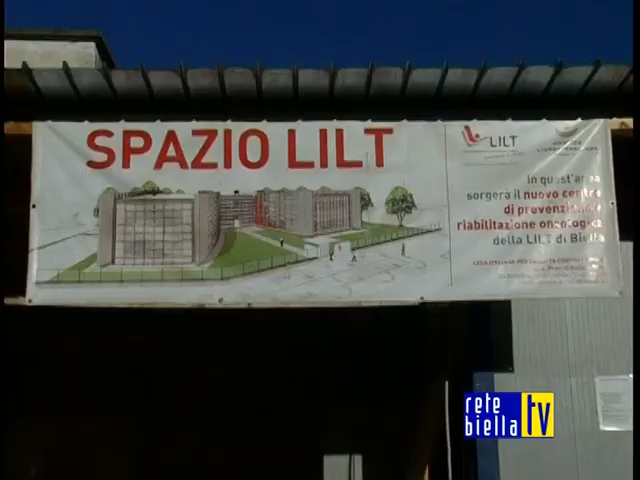 SPAZIO LILT
LILT
in quest'area
sorgerà il nuovo centro
di prevenzione e
riabilitazione oncologica
della LILT di Biella
rete
biella tv